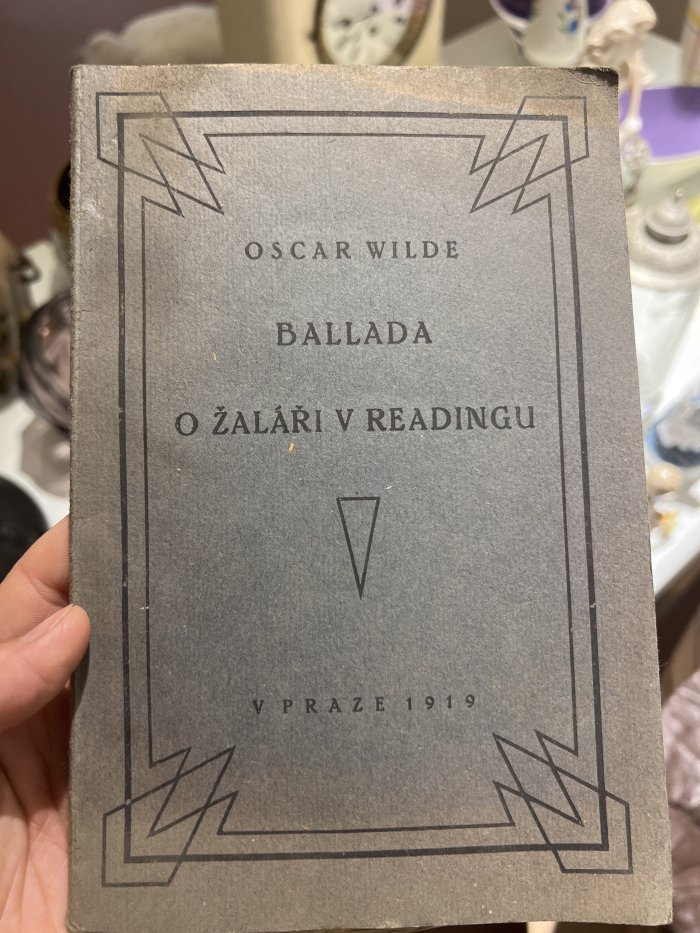 OSCAR WILDE
BALLADA
O ŽALÁŘI V READINGU
V PRAZE 1919